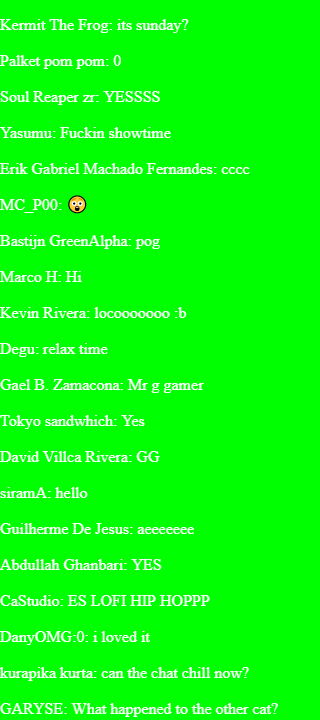 Kermit The Frog: its sunday?
Palket pom pom: 0
Soul Reaper zr: YESSSS
Yasumu: Fuckin showtime
Erik Gabriel Machado Fernandes: cccc
MC_P00: 😲
Bastijn GreenAlpha: pog
Marco H: Hi
Kevin Rivera: locooooooo :b
Degu: relax time
Gael B. Zamacona: Mr g gamer
Tokyo sandwhich: Yes
David Villca Rivera: GG
siramA: hello
Guilherme De Jesus: aeeeeeee
Abdullah Ghanbari: YES
CaStudio: ES LOFI HIP HOPPP
DanyOMG:0: i loved it
kurapika kurta: can the chat chill now?
GARYSE: What happened to the other cat?